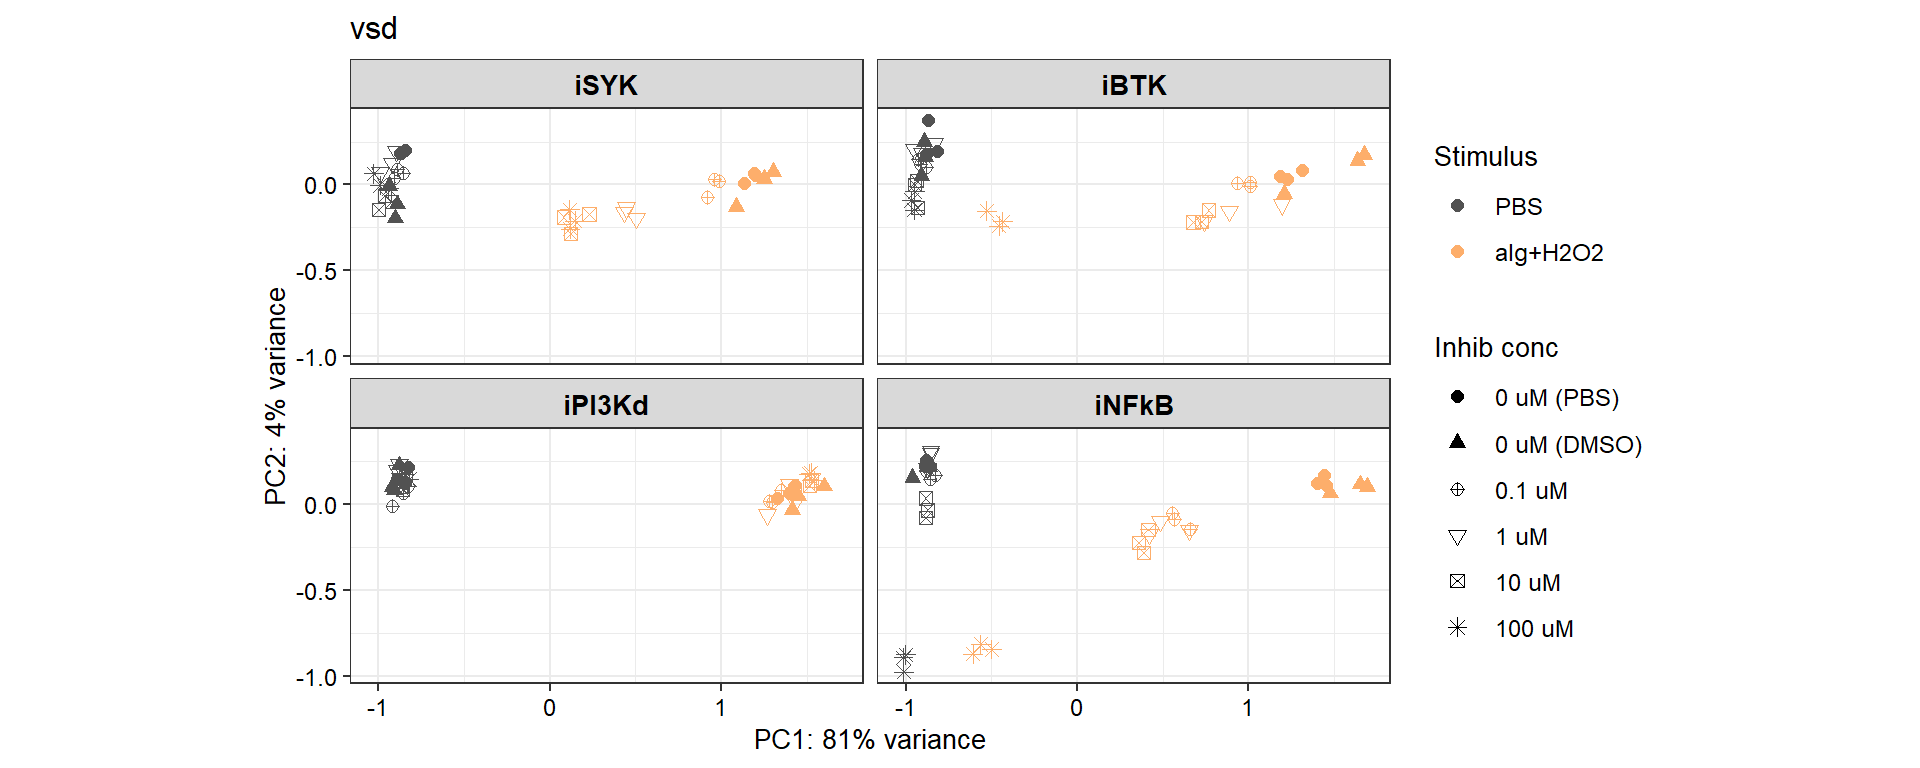 vsd
iSYK
iBTK
0.0
-0.5
-1.0
iPI3Kd
iNFkB
0.0
-0.5
-1.0
-1
0
1
-1
0
1
PC1: 81% variance
PC2: 4% variance
Stimulus
PBS
aIg+H2O2
Inhib conc
0 uM (PBS)
0 uM (DMSO)
0.1 uM
1 uM
10 uM
100 uM